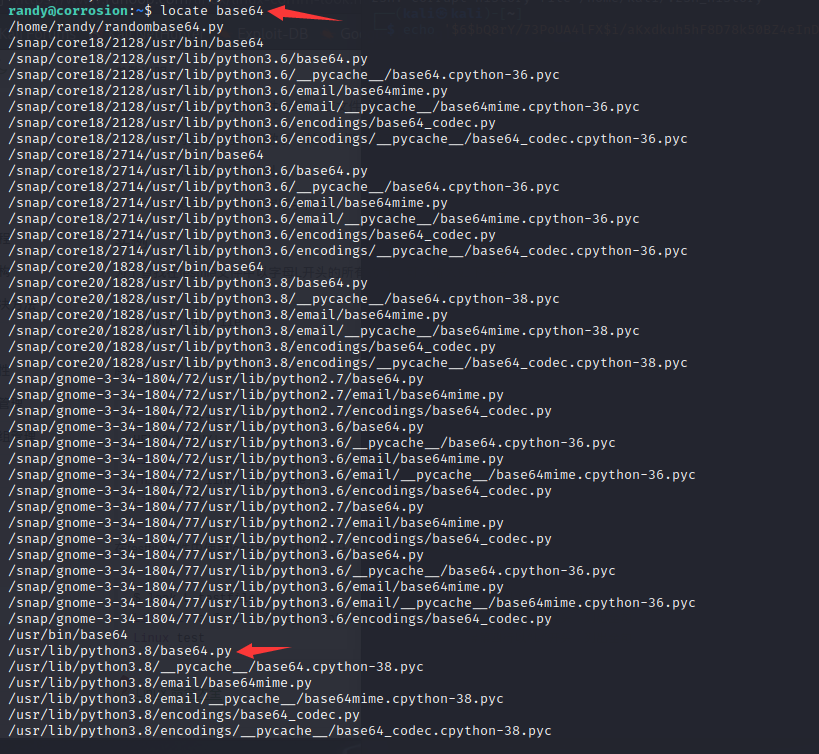 randy@corrosion:~$ locate base64
/home/randy/randombase64.py
/snap/core18/2128/usr/bin/base64
/snap/core18/2128/usr/lib/python3.6/base64.py
/snap/core18/2128/usr/lib/python3.6/__pycache__/base64.cpython-36.pyc
/snap/core18/2128/usr/lib/python3.6/email/base64mime.py
/snap/core18/2128/usr/lib/python3.6/email/__pycache__/base64mime.cpython-36.pyc
/snap/core18/2128/usr/lib/python3.6/encodings/base64_codec.py
/snap/core18/2128/usr/lib/python3.6/encodings/__pycache__/base64_codec.cpython-36.pyc
/snap/core18/2714/usr/bin/base64
/snap/core18/2714/usr/lib/python3.6/base64.py
/snap/core18/2714/usr/lib/python3.6/__pycache__/base64.cpython-36.pyc
/snap/core18/2714/usr/lib/python3.6/email/base64mime.py
/snap/core18/2714/usr/lib/python3.6/email/__pycache__/base64mime.cpython-36.pyc
/snap/core18/2714/usr/lib/python3.6/encodings/base64_codec.py
/snap/core18/2714/usr/lib/python3.6/encodings/__pycache__/base64_codec.cpython-36.pyc
/snap/core20/1828/usr/bin/base64
/snap/core20/1828/usr/lib/python3.8/base64.py
/snap/core20/1828/usr/lib/python3.8/__pycache__/base64.cpython-38.pyc
/snap/core20/1828/usr/lib/python3.8/email/base64mime.py
/snap/core20/1828/usr/lib/python3.8/email/__pycache__/base64mime.cpython-38.pyc
/snap/core20/1828/usr/lib/python3.8/encodings/base64_codec.py
/snap/core20/1828/usr/lib/python3.8/encodings/__pycache__/base64_codec.cpython-38.pyc
/snap/gnome-3-34-1804/72/usr/lib/python2.7/base64.py
/snap/gnome-3-34-1804/72/usr/lib/python2.7/email/base64mime.py
/snap/gnome-3-34-1804/72/usr/lib/python2.7/encodings/base64_codec.py
/snap/gnome-3-34-1804/72/usr/lib/python3.6/base64.py
/snap/gnome-3-34-1804/72/usr/lib/python3.6/__pycache__/base64.cpython-36.pyc
/snap/gnome-3-34-1804/72/usr/lib/python3.6/email/base64mime.py
/snap/gnome-3-34-1804/72/usr/lib/python3.6/email/__pycache__/base64mime.cpython-36.pyc
/snap/gnome-3-34-1804/72/usr/lib/python3.6/encodings/base64_codec.py
/snap/gnome-3-34-1804/77/usr/lib/python2.7/base64.py
/snap/gnome-3-34-1804/77/usr/lib/python2.7/email/base64mime.py
/snap/gnome-3-34-1804/77/usr/lib/python2.7/encodings/base64_codec.py
/snap/gnome-3-34-1804/77/usr/lib/python3.6/base64.py
/snap/gnome-3-34-1804/77/usr/lib/python3.6/__pycache__/base64.cpython-36.pyc
/snap/gnome-3-34-1804/77/usr/lib/python3.6/email/base64mime.py
/snap/gnome-3-34-1804/77/usr/lib/python3.6/email/__pycache__/base64mime.cpython-36.pyc
/snap/gnome-3-34-1804/77/usr/lib/python3.6/encodings/base64_codec.py
/usr/bin/base64
/usr/lib/python3.8/base64.py
/usr/lib/python3.8/__pycache__/base64.cpython-38.pyc
/usr/lib/python3.8/email/base64mime.py
/usr/lib/python3.8/email/__pycache__/base64mime.cpython-38.pyc
/usr/lib/python3.8/encodings/base64_codec.py
/usr/lib/python3.8/encodings/__pycache__/base64_codec.cpython-38.pyc